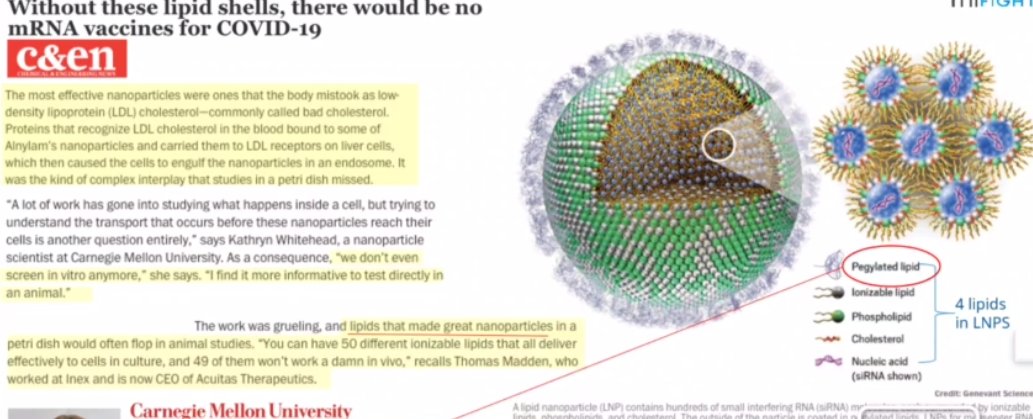 Without these lipid shells, there would be no
mRNA vaccines for COVID-19
c&en
CHEMICAL & ENGINEERING NEWS
The most effective nanoparticles were ones that the body mistook as low-
density lipoprotein (LDL) cholesterol—commonly called bad cholesterol.
Proteins that recognize LDL cholesterol in the blood bound to some of
Alnylam's nanoparticles and carried them to LDL receptors on liver cells,
which then caused the cells to engulf the nanoparticles in an endosome. It
was the kind of complex interplay that studies in a petri dish missed.
"A lot of work has gone into studying what happens inside a cell, but trying to
understand the transport that occurs before these nanoparticles reach their
cells is another question entirely," says Kathryn Whitehead, a nanoparticle
scientist at Carnegie Mellon University. As a consequence, "we don't even
screen in vitro anymore," she says. "I find it more informative to test directly in
an animal."
The work was grueling, and lipids that made great nanoparticles in a
petri dish would often flop in animal studies. "You can have 50 different ionizable lipids that all deliver
effectively to cells in culture, and 49 of them won't work a damn in vivo," recalls Thomas Madden, who
worked at Inex and is now CEO of Acuitas Therapeutics.
Carnegie Mellon University
Pegylated lipid
Ionizable lipid
Phospholipid
Cholesterol
Nucleic acid
(siRNA shown)
4 lipids
in LNPS
Credit: Genevant Scienc
A lipid nanoparticle (LNP) contains hundreds of small interfering RNA (siRNA) by ionizable
lipids, phospholipids, and cholesterol. The outside of the particle is coated in